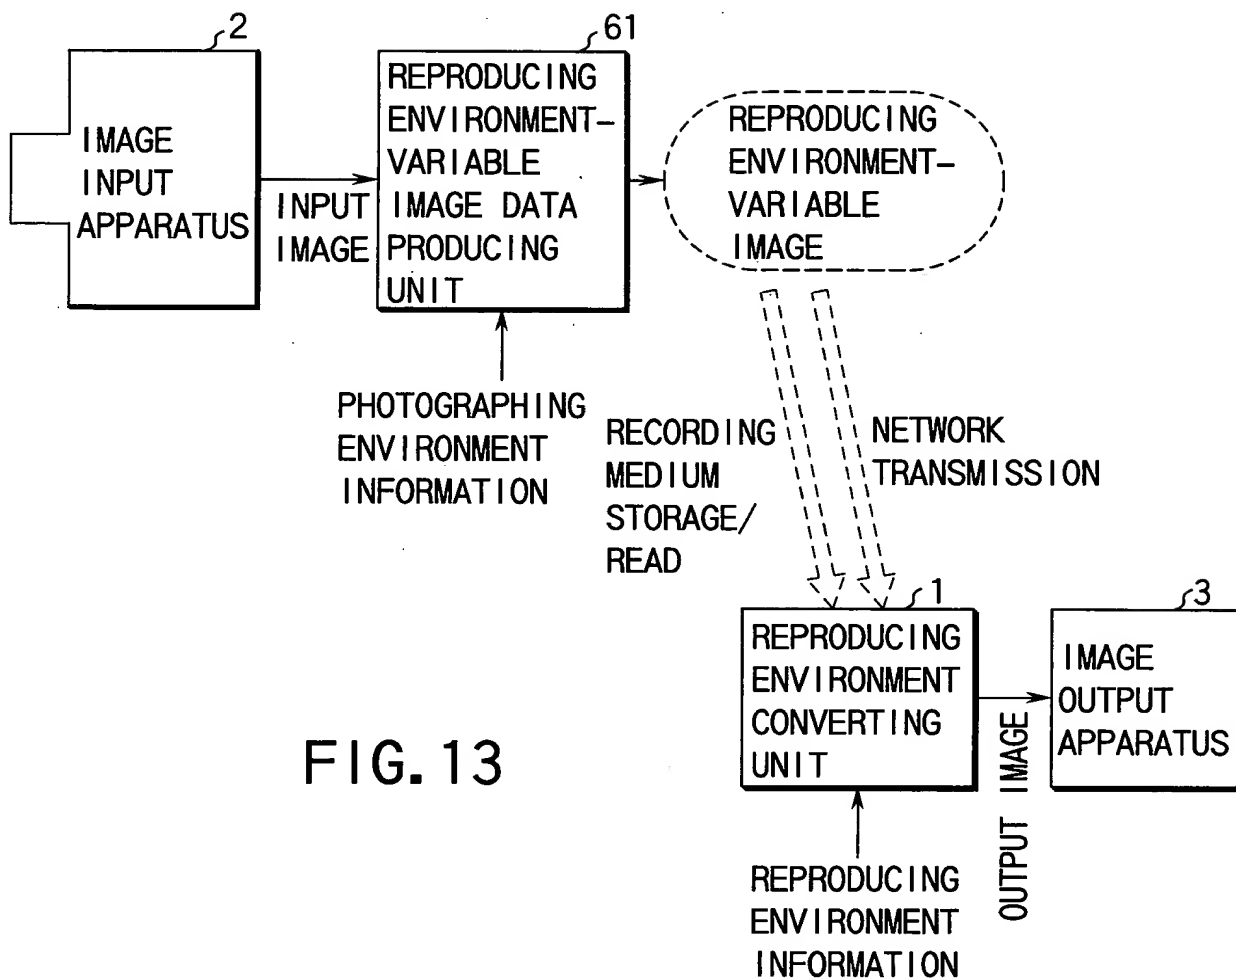 2
IMAGE
INPUT
APPARATUS
INPUT
IMAGE
61
REPRODUCING
ENVIRONMENT-
VARIABLE
IMAGE DATA
PRODUCING
UNIT
REPRODUCING
ENVIRONMENT-
VARIABLE
IMAGE
PHOTOGRAPHING
ENVIRONMENT
INFORMATION
RECORDING
MEDIUM
STORAGE/
READ
NETWORK
TRANSMISSION
1
REPRODUCING
ENVIRONMENT
CONVERTING
UNIT
OUTPUT IMAGE
3
IMAGE
OUTPUT
APPARATUS
REPRODUCING
ENVIRONMENT
INFORMATION
FIG. 13